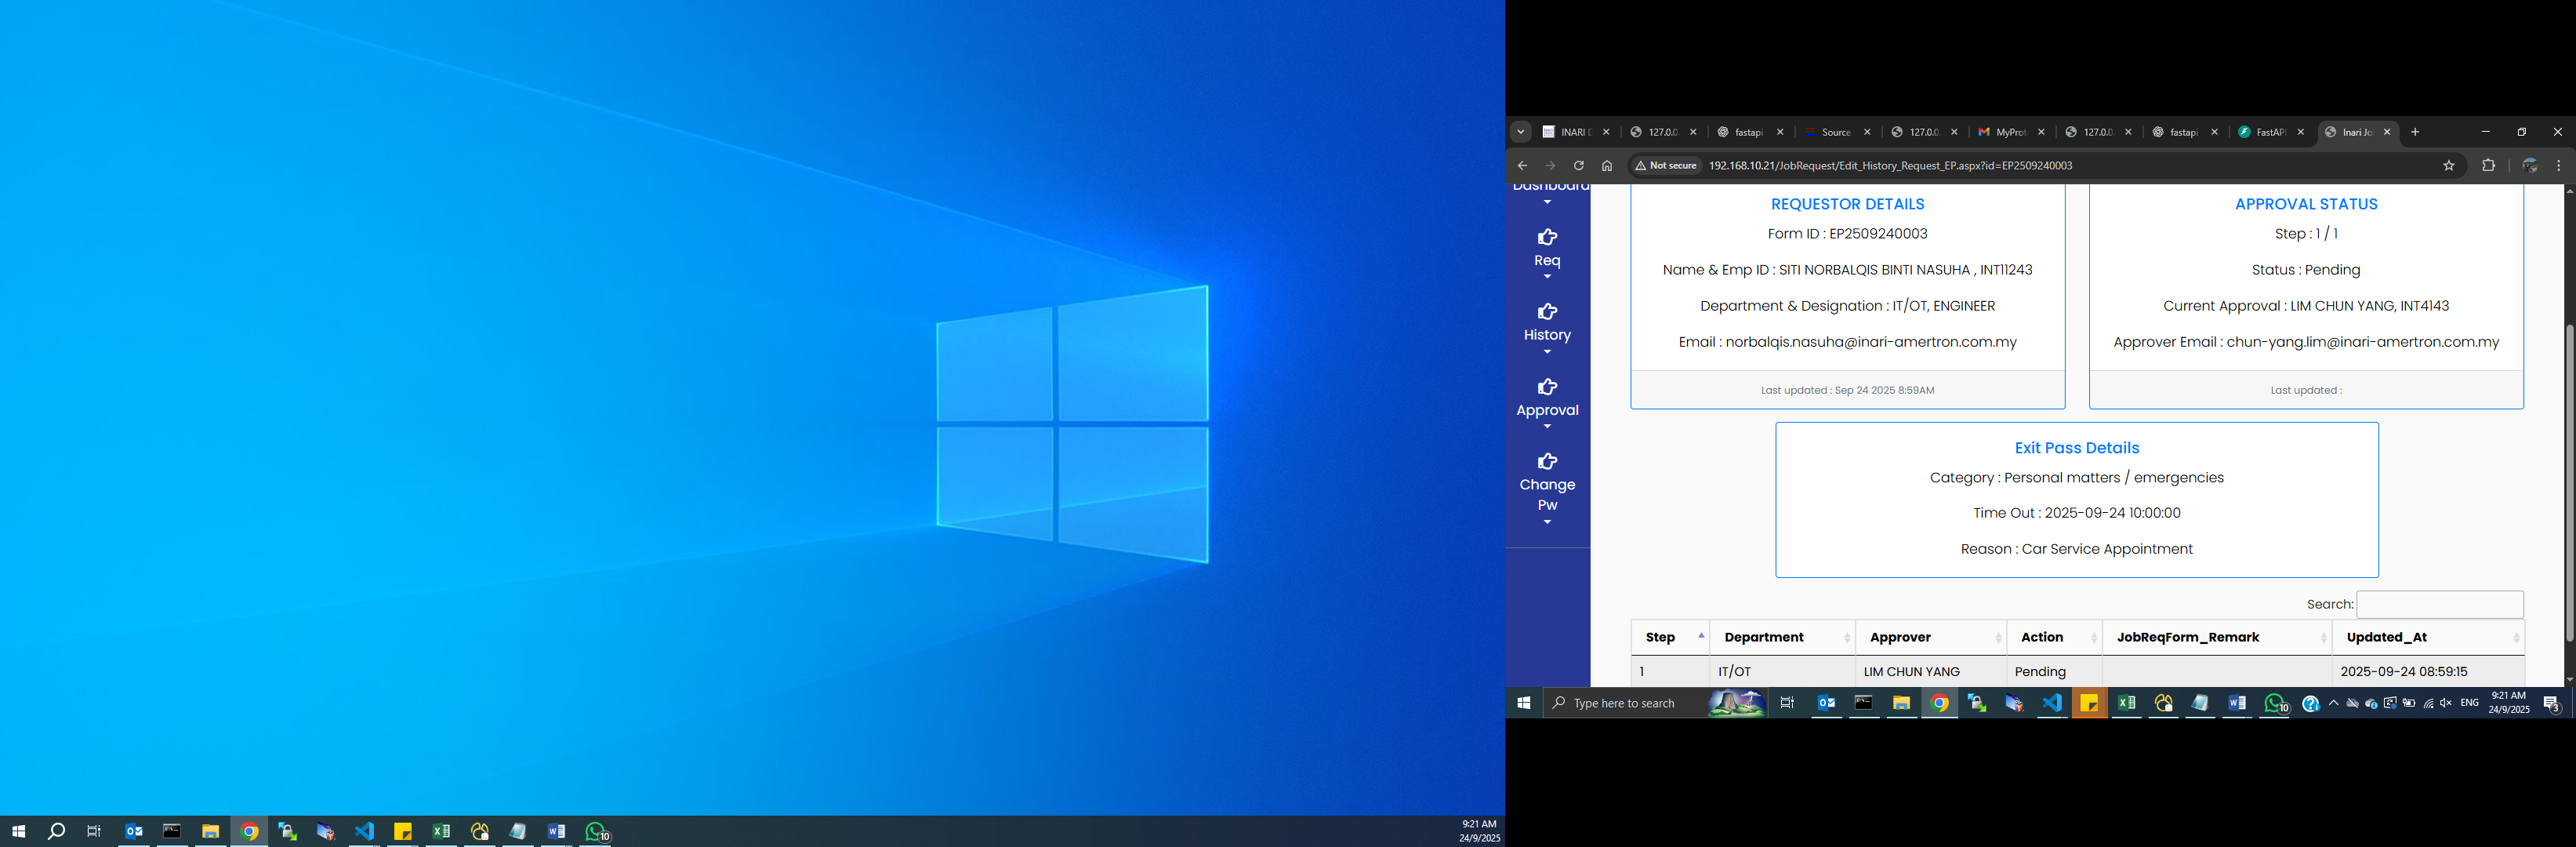 INARI D
127.0.0.
fastapi
Source
127.0.0.
MyProt
127.0.0.
fastapi
FastAPI
Inari Jo
Not secure
192.168.10.21/JobRequest/Edit_History_Request_EP.aspx?id=EP2509240003
Dashboard
Req
History
Approval
Change
Pw
REQUESTOR DETAILS
Form ID : EP2509240003
Name & Emp ID : SITI NORBALQIS BINTI NASUHA , INT11243
Department & Designation : IT/OT, ENGINEER
Email : norbalqis.nasuha@inari-amertron.com.my
Last updated : Sep 24 2025 8:59AM
APPROVAL STATUS
Step : 1 / 1
Status : Pending
Current Approval : LIM CHUN YANG, INT4143
Approver Email : chun-yang.lim@inari-amertron.com.my
Last updated :
Exit Pass Details
Category : Personal matters / emergencies
Time Out : 2025-09-24 10:00:00
Reason : Car Service Appointment
Search:
Step Department Approver Action JobReqForm_Remark Updated_At
1 IT/OT LIM CHUN YANG Pending 2025-09-24 08:59:15
Type here to search
10
ENG
9:21 AM
24/9/2025
3
10
9:21 AM
24/9/2025